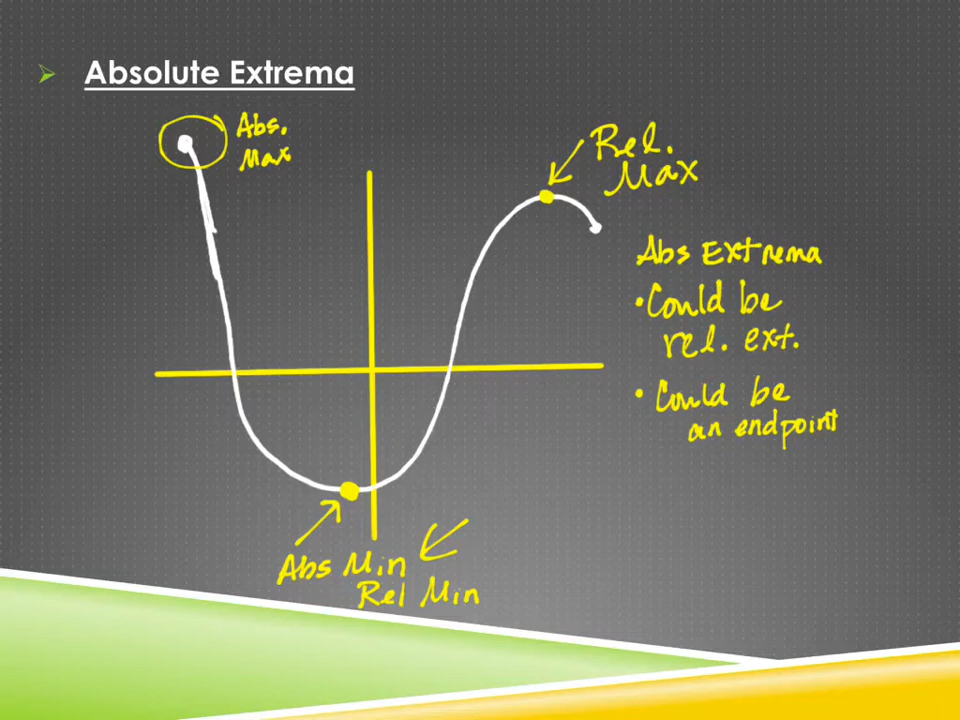 Absolute Extrema
Abs.
Max
Rel.
Max
Abs Extrema
• Could be
rel. ext.
• Could be
an endpoint
Abs Min
Rel Min